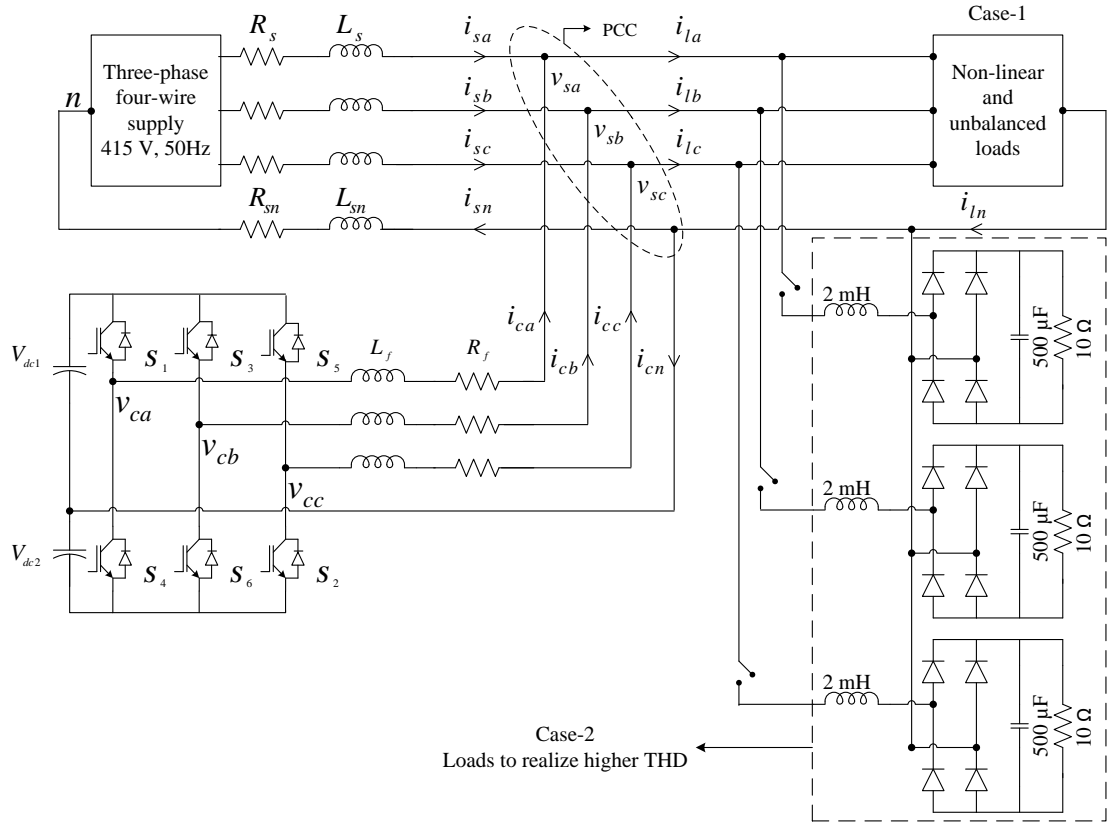 Case-1
R_s
L_s
i_sa
PCC
i_la
Three-phase
four-wire
supply
415 V, 50Hz
n
v_sa
i_sb
v_sb
i_lb
i_sc
v_sc
i_lc
Non-linear
and
unbalanced
loads
R_sn
L_sn
i_sn
i_ln
V_dc1
S_1
S_3
S_5
v_ca
v_cb
v_cc
L_f
R_f
i_ca
i_cb
i_cc
i_cn
V_dc2
S_4
S_6
S_2
2 mH
500 µF
10 Ω
2 mH
500 µF
10 Ω
2 mH
500 µF
10 Ω
Case-2
Loads to realize higher THD